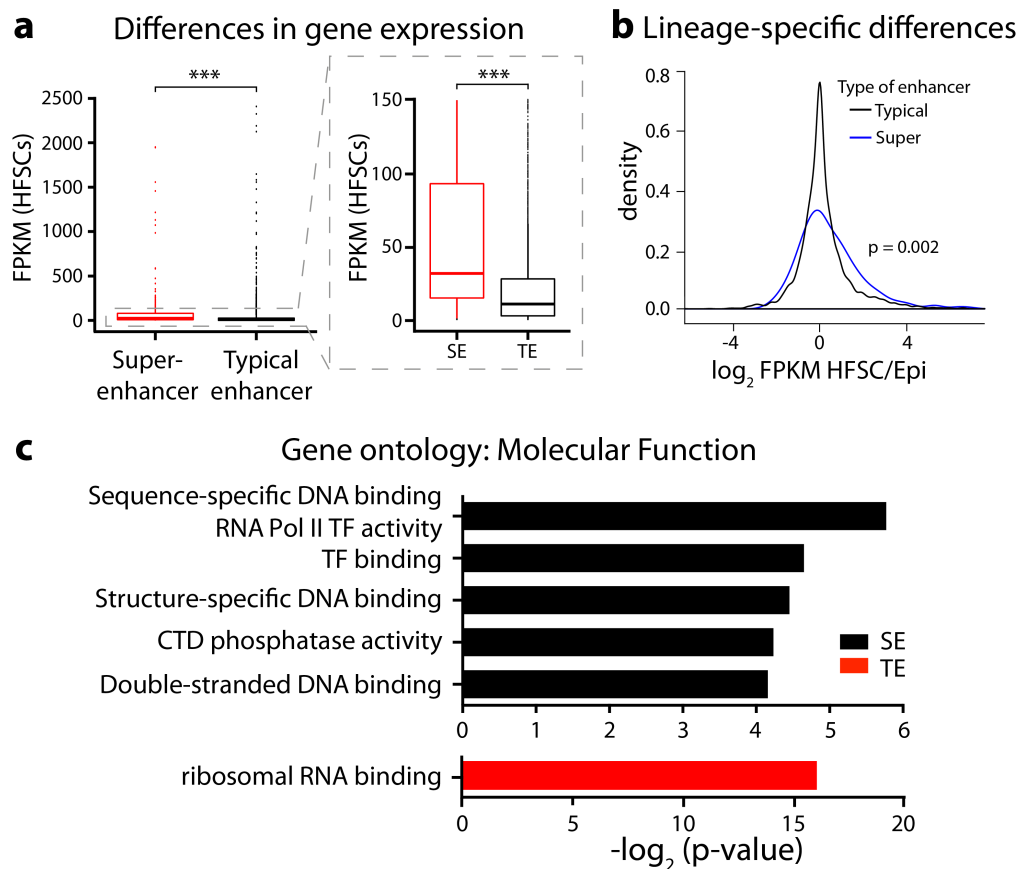 a Differences in gene expression
***
FPKM (HFSCs)
2500
2000
1500
1000
500
0
Super-
enhancer
Typical
enhancer
***
FPKM (HFSCs)
150
100
50
0
SE TE
b Lineage-specific differences
density
0.8
0.6
0.4
0.2
0.0
Type of enhancer
Typical
Super
p = 0.002
-4 0 4
log₂ FPKM HFSC/Epi
c Gene ontology: Molecular Function
Sequence-specific DNA binding
RNA Pol II TF activity
TF binding
Structure-specific DNA binding
CTD phosphatase activity
Double-stranded DNA binding
SE
TE
0 1 2 3 4 5 6
ribosomal RNA binding
0 5 10 15 20
-log₂ (p-value)